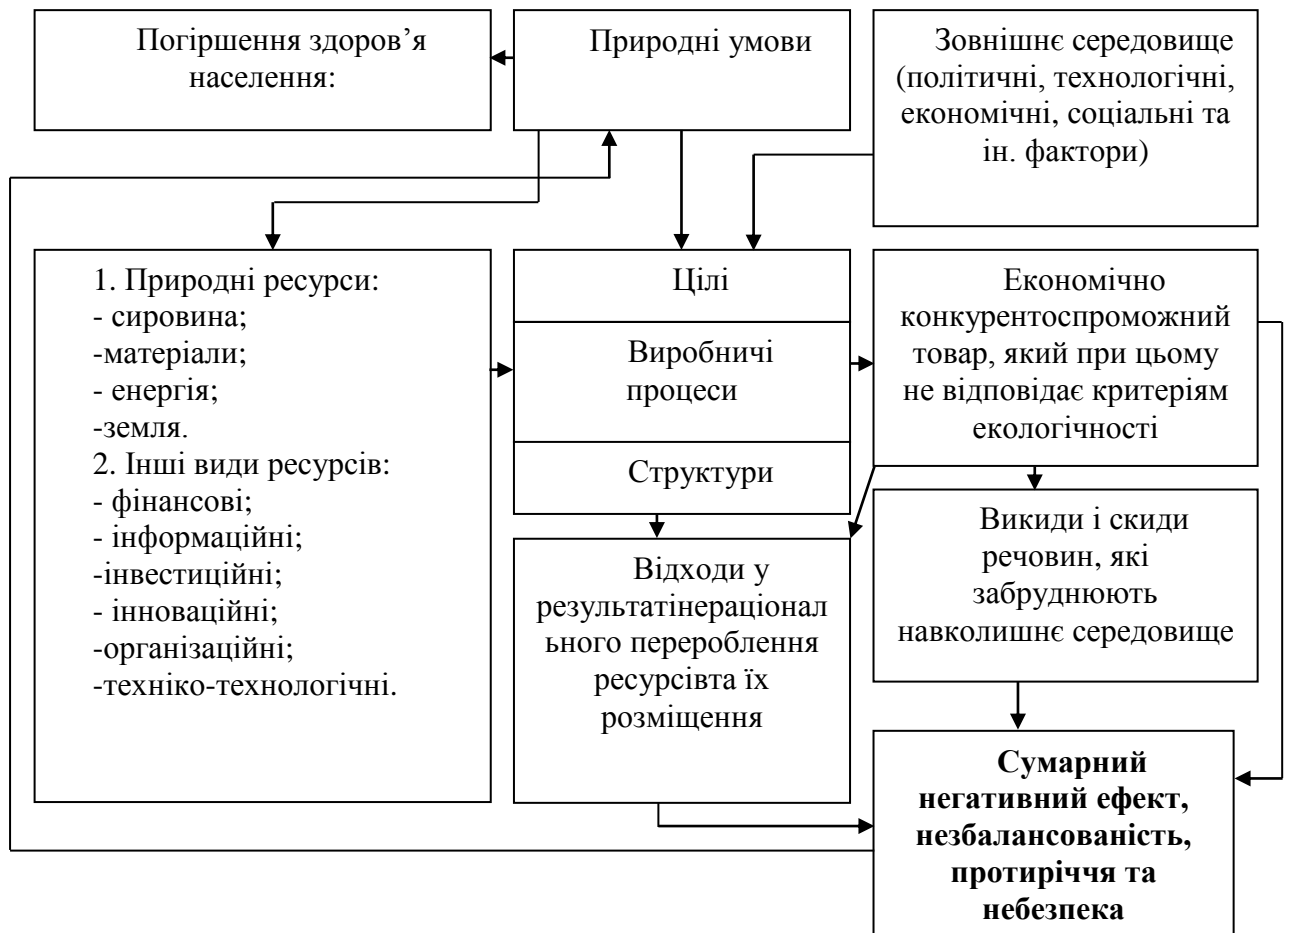 Погіршення здоров’я
населення:
Природні умови
Зовнішнє середовище
(політичні, технологічні,
економічні, соціальні та
ін. фактори)
1. Природні ресурси:
- сировина;
-матеріали;
- енергія;
-земля.
2. Інші види ресурсів:
- фінансові;
- інформаційні;
-інвестиційні;
- інноваційні;
-організаційні;
-техніко-технологічні.
Цілі
Виробничі
процеси
Структури
Економічно
конкурентоспроможний
товар, який при цьому
не відповідає критеріям
екологічності
Відходи у
результатінераціонал
ьного перероблення
ресурсівта їх
розміщення
Викиди і скиди
речовин, які
забруднюють
навколишнє середовище
Сумарний
негативний ефект,
незбалансованість,
протиріччя та
небезпека